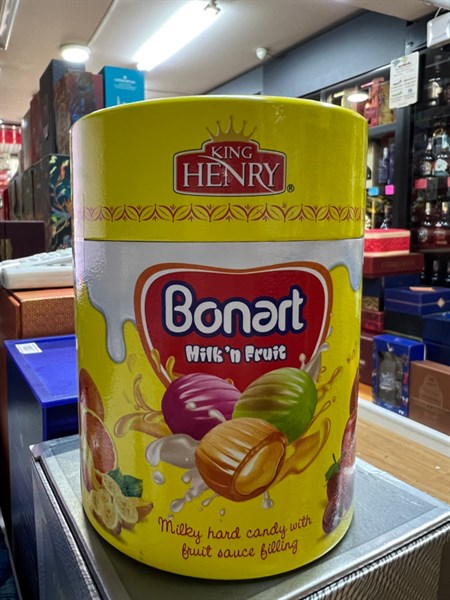 KING
HENRY
®
Bonart
Milk'n Fruit
Milky hard candy with
fruit sauce filling